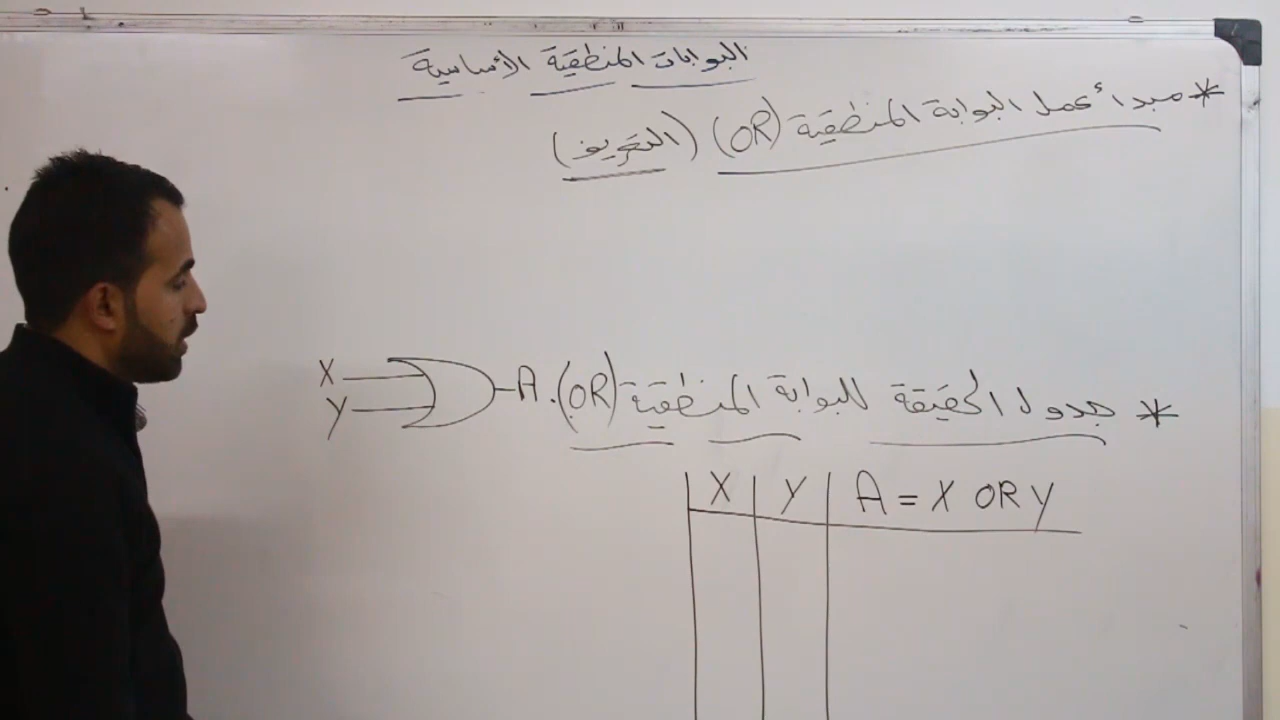 البوابات المنطقية الأساسية
* مبدأ عمل البوابة المنطقية (OR) (التعريف)
* جدول الحقيقة للبوابة المنطقية (OR).
X
Y
A
X Y A = X OR Y